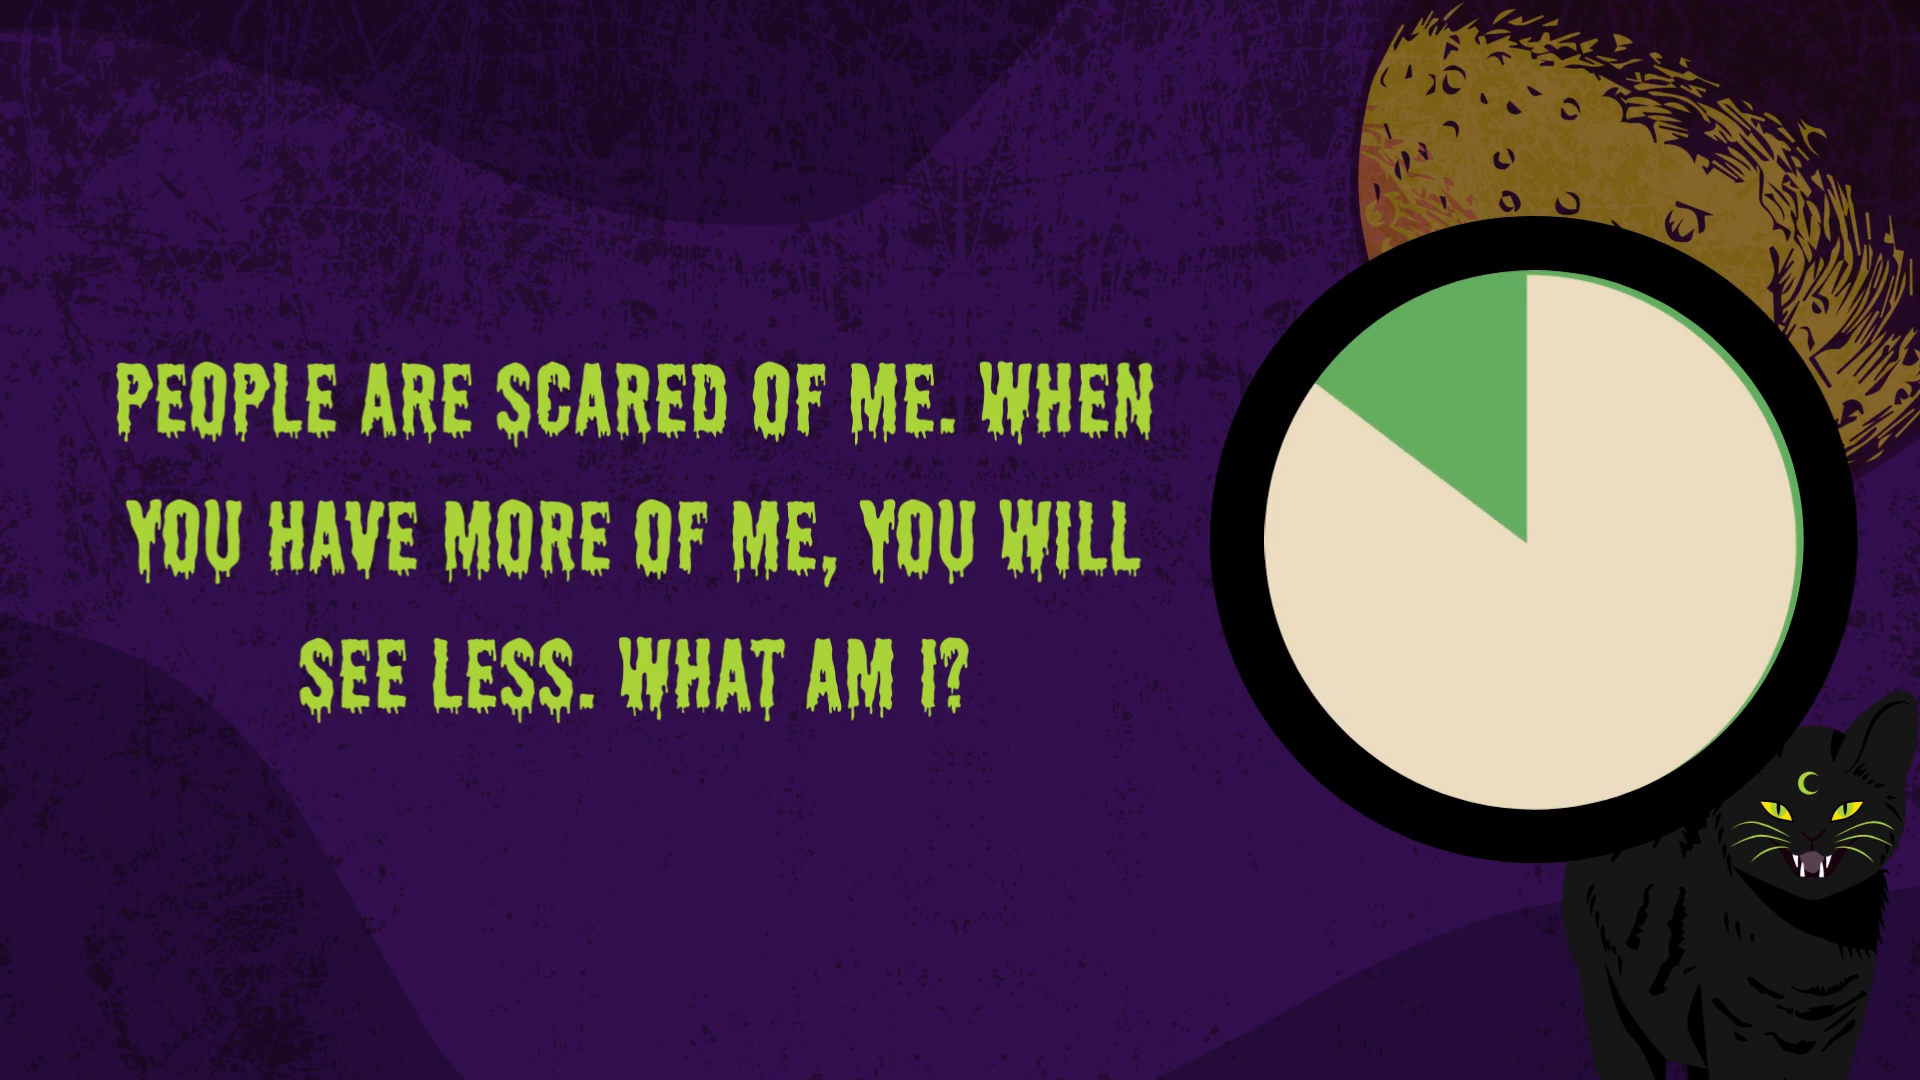 PEOPLE ARE SCARED OF ME. WHEN
YOU HAVE MORE OF ME, YOU WILL
SEE LESS. WHAT AM I?